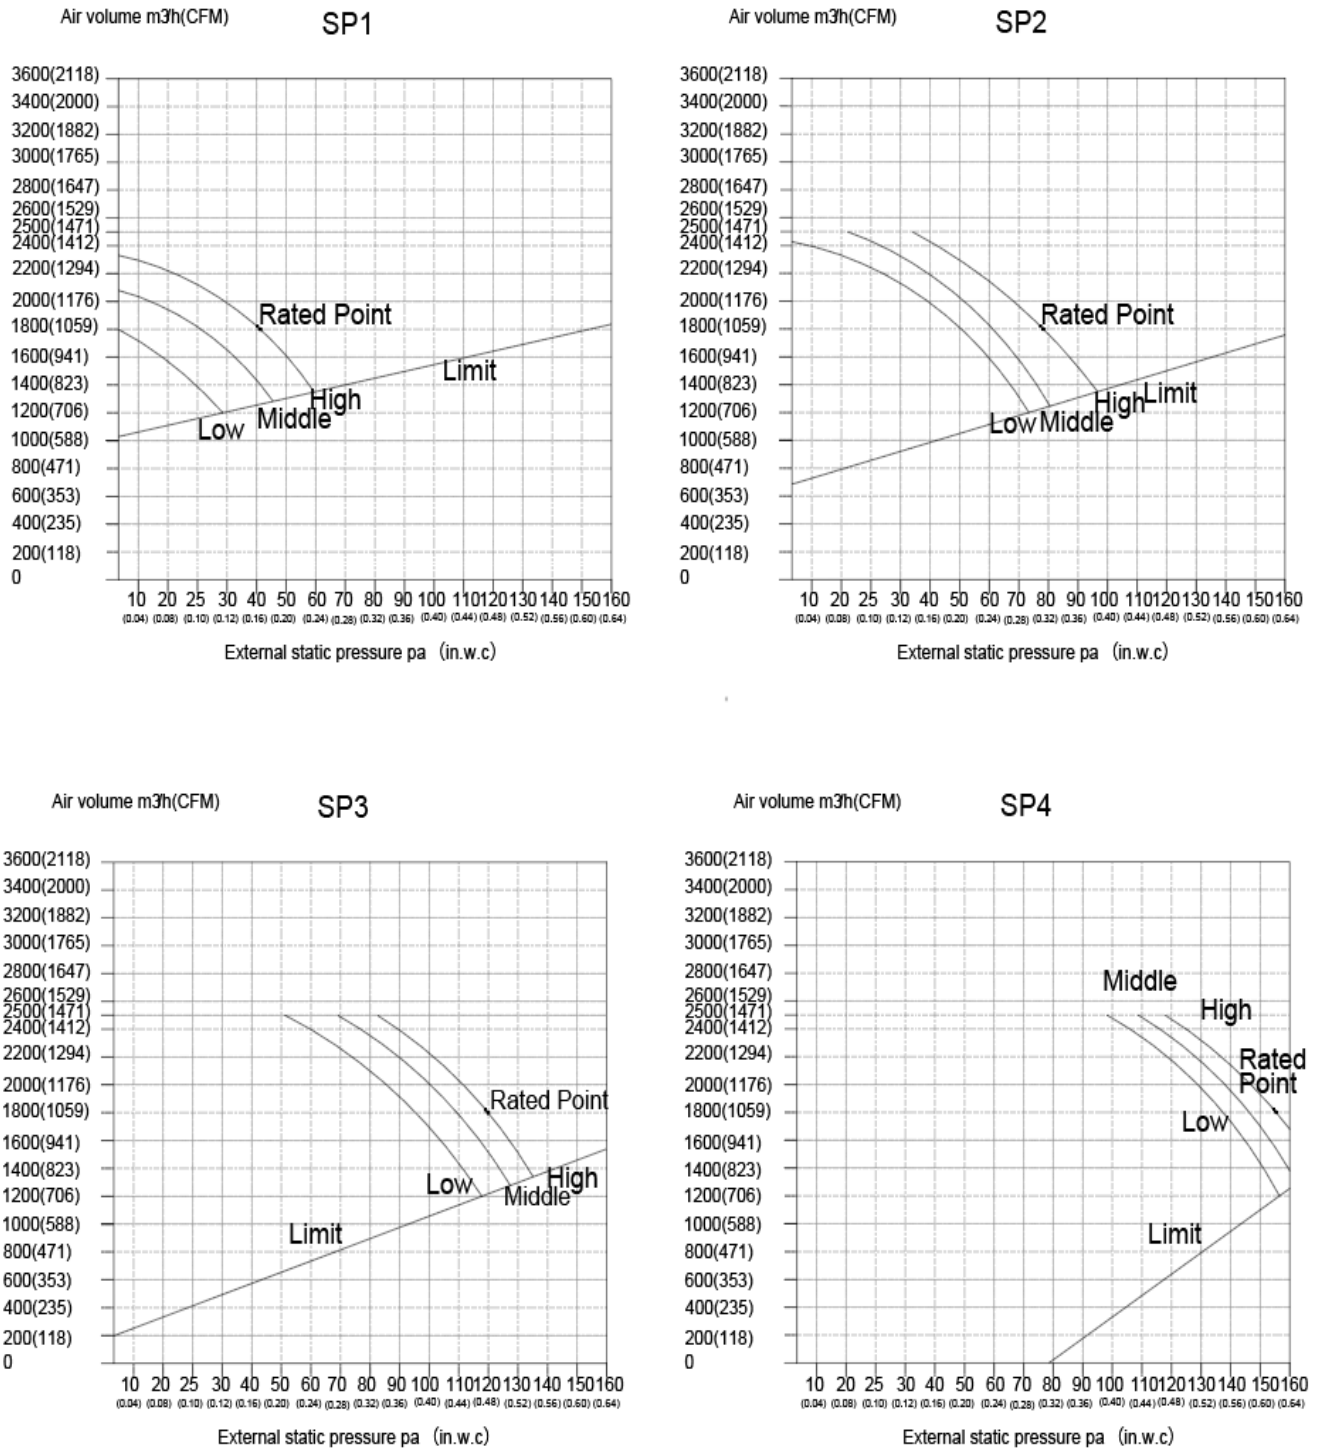 Air volume m3/h(CFM)
SP1
3600(2118)
3400(2000)
3200(1882)
3000(1765)
2800(1647)
2600(1529)
2500(1471)
2400(1412)
2200(1294)
2000(1176)
1800(1059)
1600(941)
1400(823)
1200(706)
1000(588)
800(471)
600(353)
400(235)
200(118)
0
Rated Point
Limit
High
Middle
Low
10 20 25 30 40 50 60 70 80 90 100 110 120 130 140 150 160
(0.04) (0.08) (0.10) (0.12) (0.16) (0.20) (0.24) (0.28) (0.32) (0.36) (0.40) (0.44) (0.48) (0.52) (0.56) (0.60) (0.64)
External static pressure pa (in.w.c)
Air volume m3/h(CFM)
SP2
3600(2118)
3400(2000)
3200(1882)
3000(1765)
2800(1647)
2600(1529)
2500(1471)
2400(1412)
2200(1294)
2000(1176)
1800(1059)
1600(941)
1400(823)
1200(706)
1000(588)
800(471)
600(353)
400(235)
200(118)
0
Rated Point
Limit
High
Low Middle
10 20 25 30 40 50 60 70 80 90 100 110 120 130 140 150 160
(0.04) (0.08) (0.10) (0.12) (0.16) (0.20) (0.24) (0.28) (0.32) (0.36) (0.40) (0.44) (0.48) (0.52) (0.56) (0.60) (0.64)
External static pressure pa (in.w.c)
Air volume m3/h(CFM)
SP3
3600(2118)
3400(2000)
3200(1882)
3000(1765)
2800(1647)
2600(1529)
2500(1471)
2400(1412)
2200(1294)
2000(1176)
1800(1059)
1600(941)
1400(823)
1200(706)
1000(588)
800(471)
600(353)
400(235)
200(118)
0
Rated Point
High
Low
Middle
Limit
10 20 25 30 40 50 60 70 80 90 100 110 120 130 140 150 160
(0.04) (0.08) (0.10) (0.12) (0.16) (0.20) (0.24) (0.28) (0.32) (0.36) (0.40) (0.44) (0.48) (0.52) (0.56) (0.60) (0.64)
External static pressure pa (in.w.c)
Air volume m3/h(CFM)
SP4
3600(2118)
3400(2000)
3200(1882)
3000(1765)
2800(1647)
2600(1529)
2500(1471)
2400(1412)
2200(1294)
2000(1176)
1800(1059)
1600(941)
1400(823)
1200(706)
1000(588)
800(471)
600(353)
400(235)
200(118)
0
Middle
High
Rated
Point
Low
Limit
10 20 25 30 40 50 60 70 80 90 100 110 120 130 140 150 160
(0.04) (0.08) (0.10) (0.12) (0.16) (0.20) (0.24) (0.28) (0.32) (0.36) (0.40) (0.44) (0.48) (0.52) (0.56) (0.60) (0.64)
External static pressure pa (in.w.c)